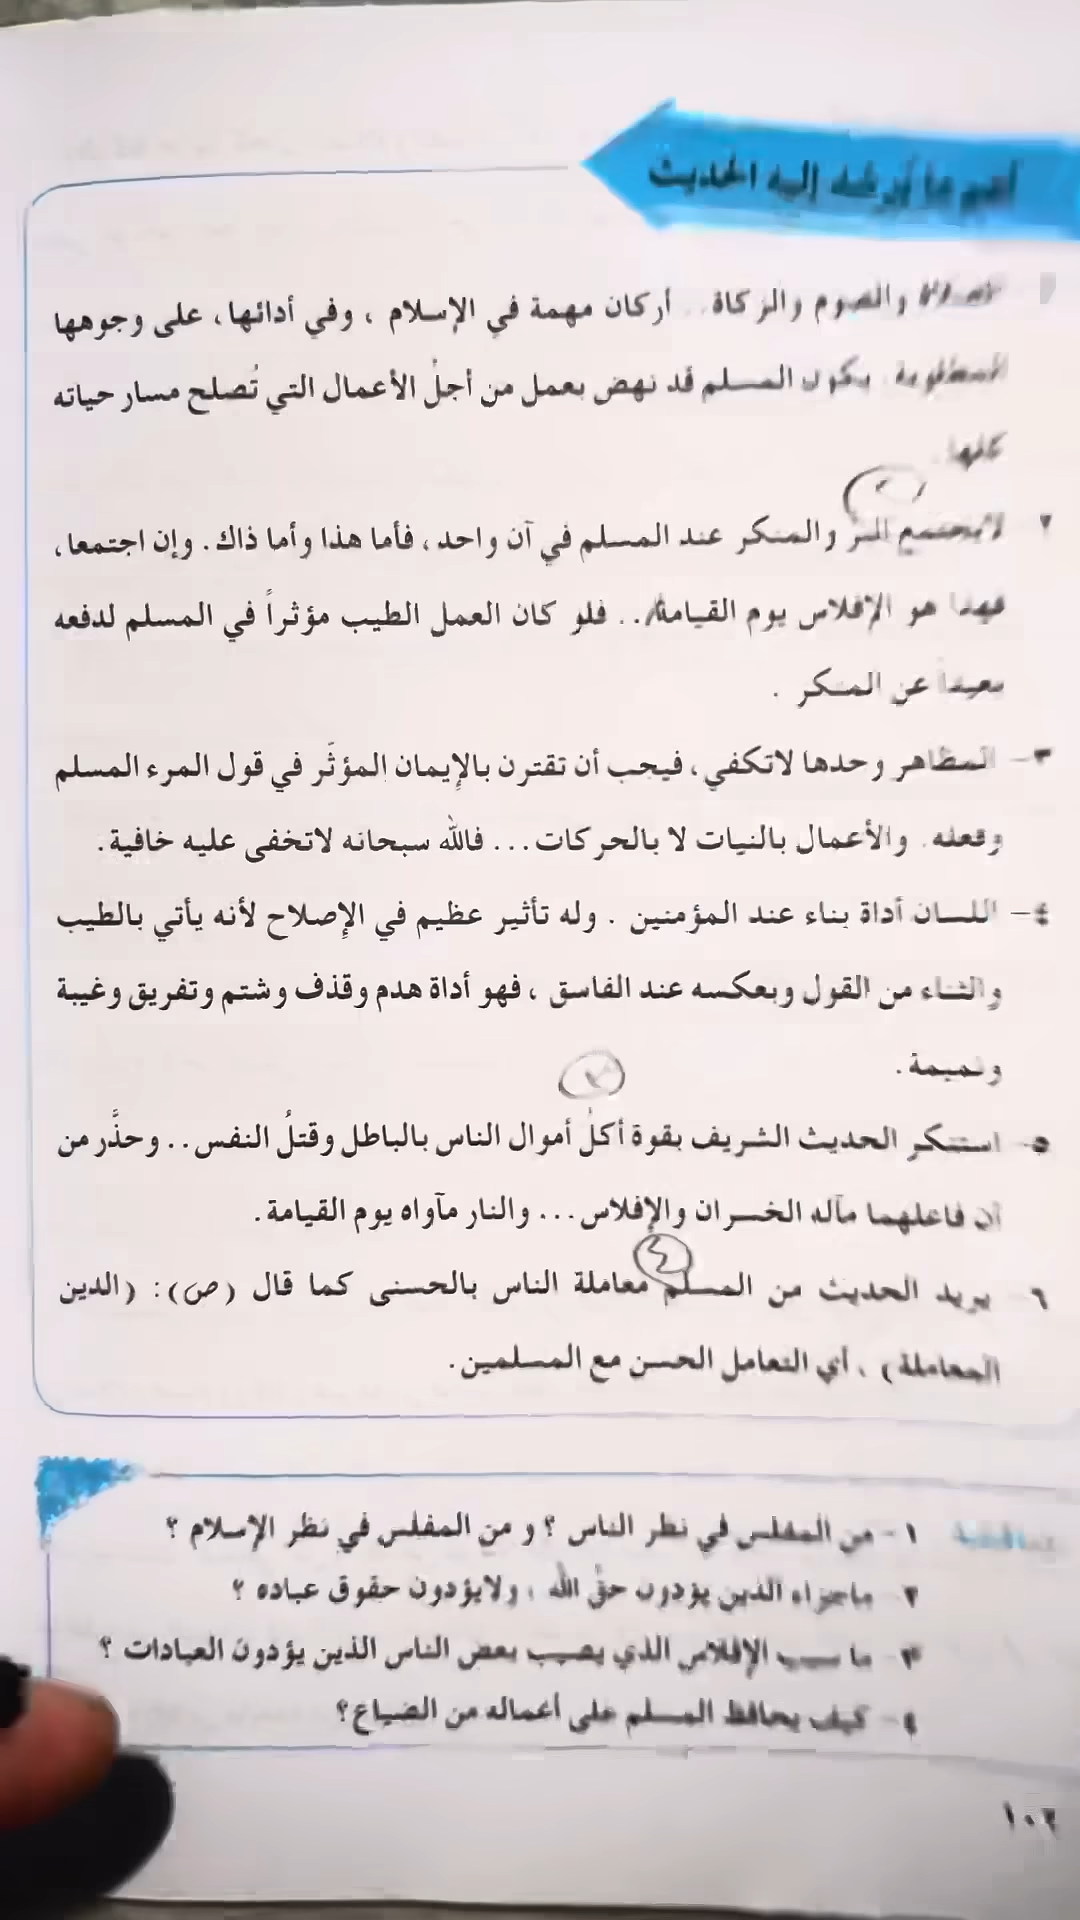 أهم ما يرشد إليه الحديث
الصلاة والصوم والزكاة.. أركان مهمة في الإسلام ، وفي أدائها، على وجوهها
المطلوبة يكون المسلم قد نهض بعمل من أجلّ الأعمال التي تُصلح مسار حياته
كلها.
٢
٢ لايجتمع البرّ والمنكر عند المسلم في آن واحد، فأما هذا وأما ذاك. وإن اجتمعا،
فهذا هو الإفلاس يوم القيامة.. فلو كان العمل الطيب مؤثراً في المسلم لدفعه
بعيداً عن المنكر .
٣- المظاهر وحدها لاتكفي، فيجب أن تقترن بالإيمان المؤثّر في قول المرء المسلم
وفعله. والأعمال بالنيات لا بالحركات... فالله سبحانه لاتخفى عليه خافية.
٤- اللسان أداة بناء عند المؤمنين . وله تأثير عظيم في الإصلاح لأنه يأتي بالطيب
والثناء من القول وبعكسه عند الفاسق ، فهو أداة هدم وقذف وشتم وتفريق وغيبة
ونميمة.
٥- استنكر الحديث الشريف بقوة أكلُ أموال الناس بالباطل وقتلُ النفس.. وحذَّر من
أن فاعلهما مآله الخسران والإفلاس... والنار مآواه يوم القيامة.
٤
٦- يريد الحديث من المسلم معاملة الناس بالحسنى كما قال (ص): (الدين
المعاملة) ، أي التعامل الحسن مع المسلمين.
المناقشة ١- من المفلس في نظر الناس ؟ و من المفلس في نظر الإسلام ؟
٢- ماجزاء الذين يؤدون حقّ الله ، ولايؤدون حقوق عباده ؟
٣- ما سبب الإفلاس الذي يصيب بعض الناس الذين يؤدون العبادات ؟
٤- كيف يحافظ المسلم على أعماله من الضياع؟
١٠٢